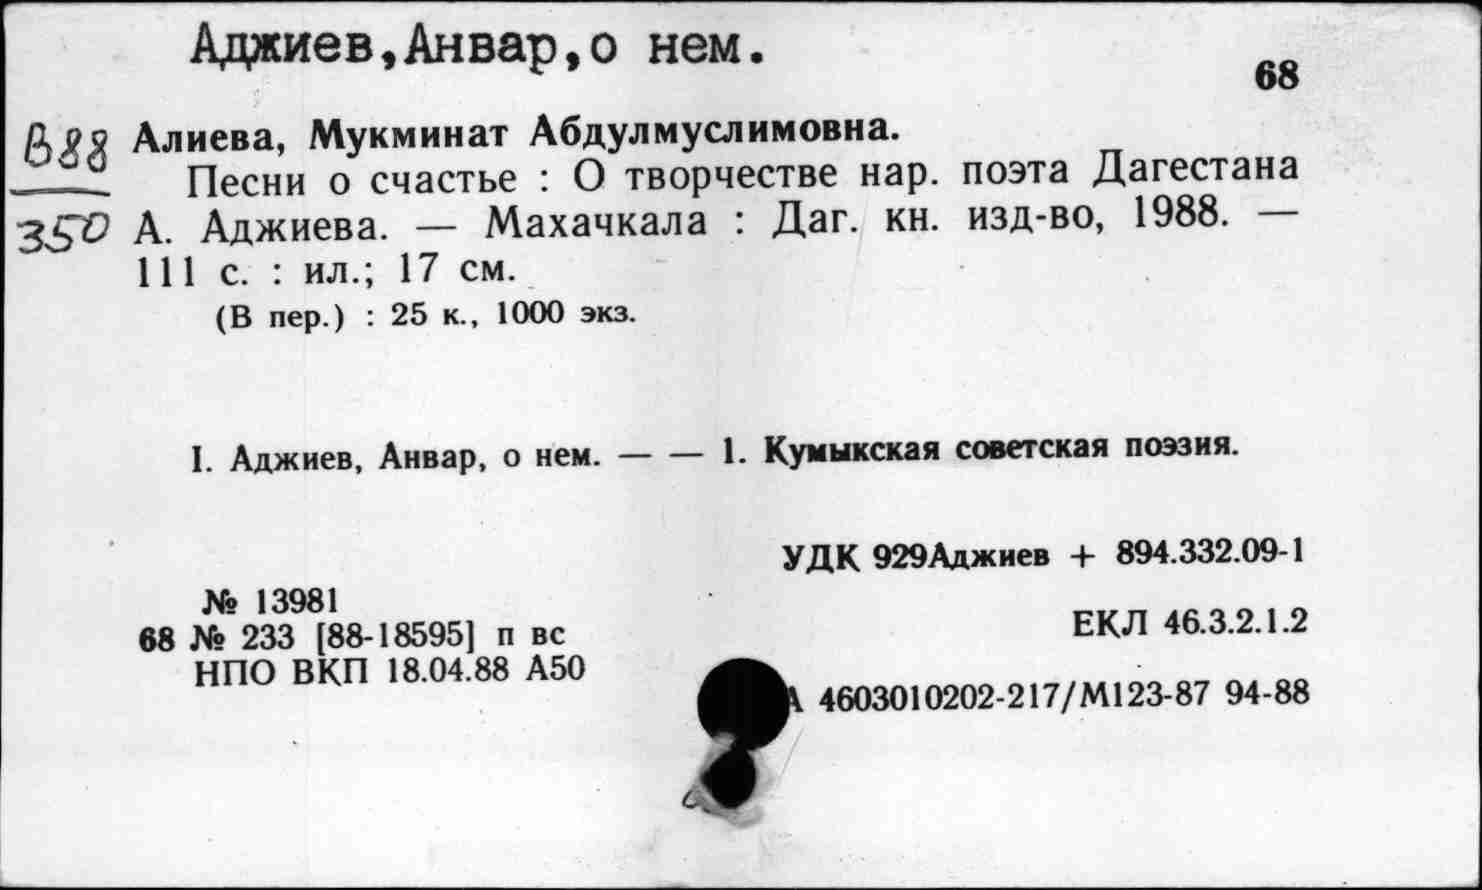 Аджиев,Анвар,о нем.
68
В88
350
Алиева, Мукминат Абдулмуслимовна.
Песни о счастье : О творчестве нар. поэта Дагестана
А. Аджиева. — Махачкала : Даг. кн. изд-во, 1988. —
111 с. : ил.; 17 см.
(В пер.) : 25 к., 1000 экз.
I. Аджиев, Анвар, о нем. — — 1. Кумыкская советская поэзия.
УДК 929Аджиев + 894.332.09-1
№ 13981
68 № 233 [88-18595] п вс
НПО ВКП 18.04.88 А50
ЕКЛ 46.3.2.1.2
4603010202-217/М123-87 94-88